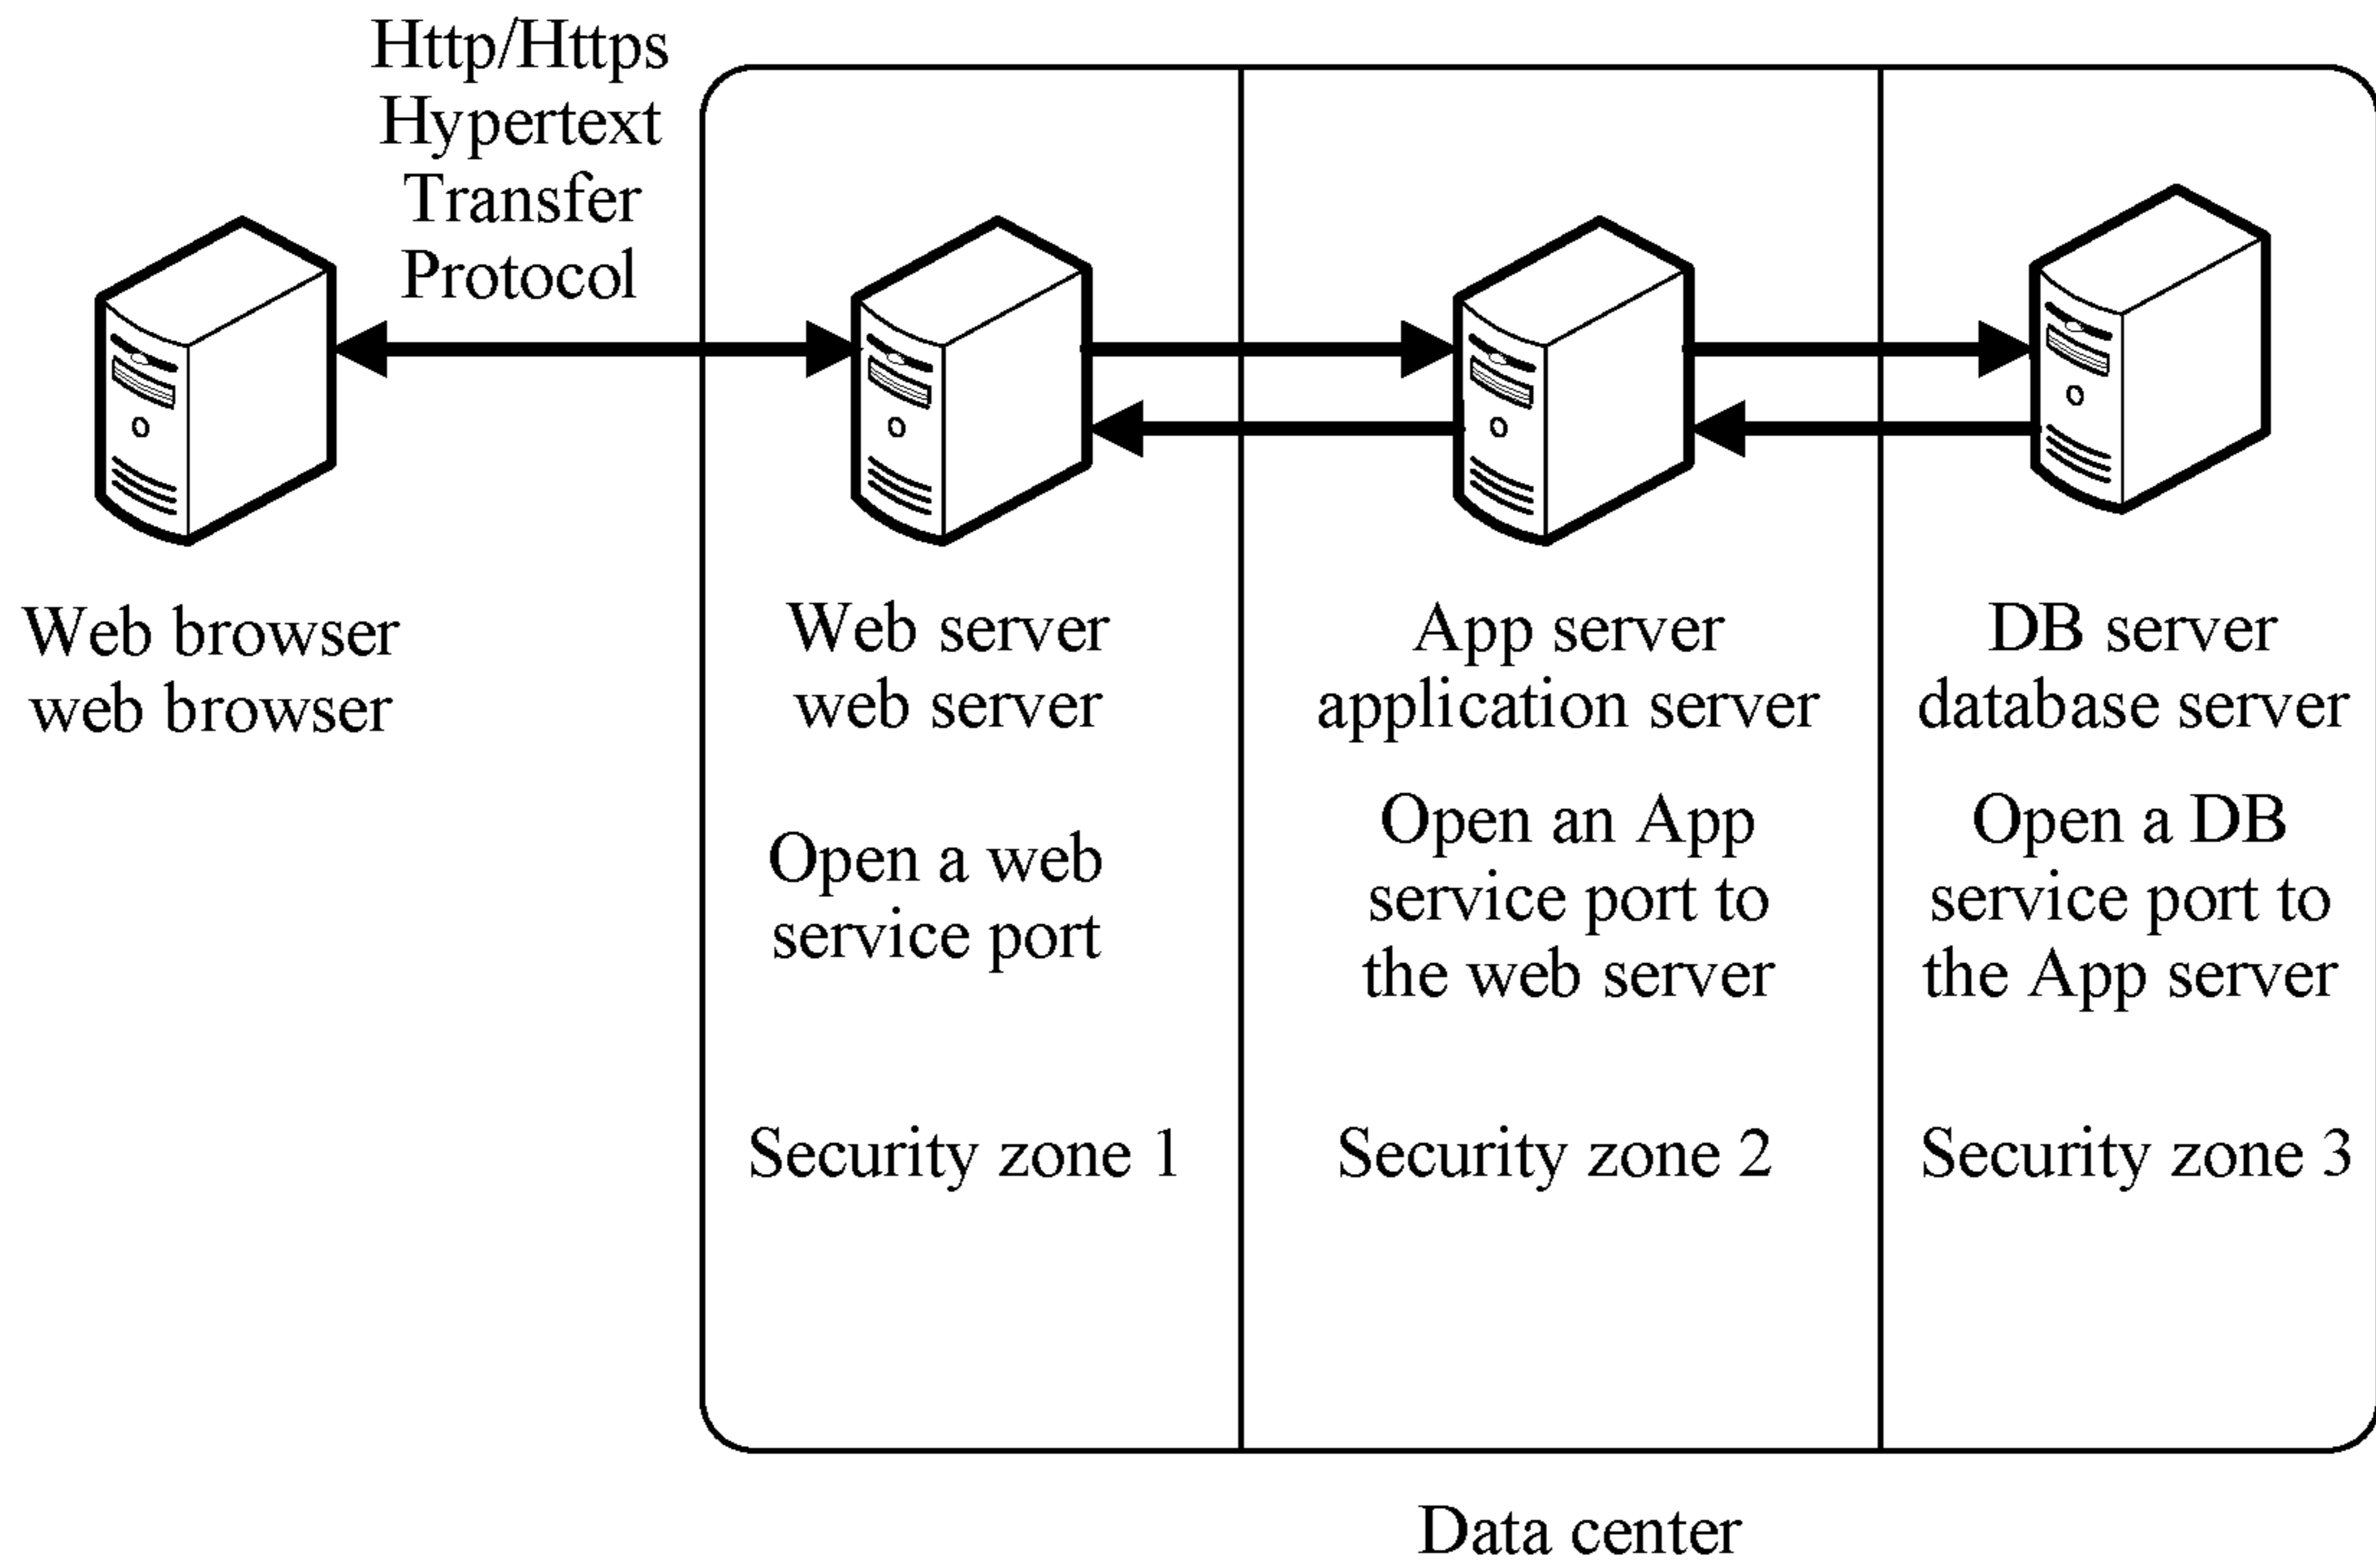 Http/Https
Hypertext
Transfer
Protocol
Web browser
web browser
Web server
web server
Open a web
service port
Security zone 1
App server
application server
Open an App
service port to
the web server
Security zone 2
DB server
database server
Open a DB
service port to
the App server
Security zone 3
Data center